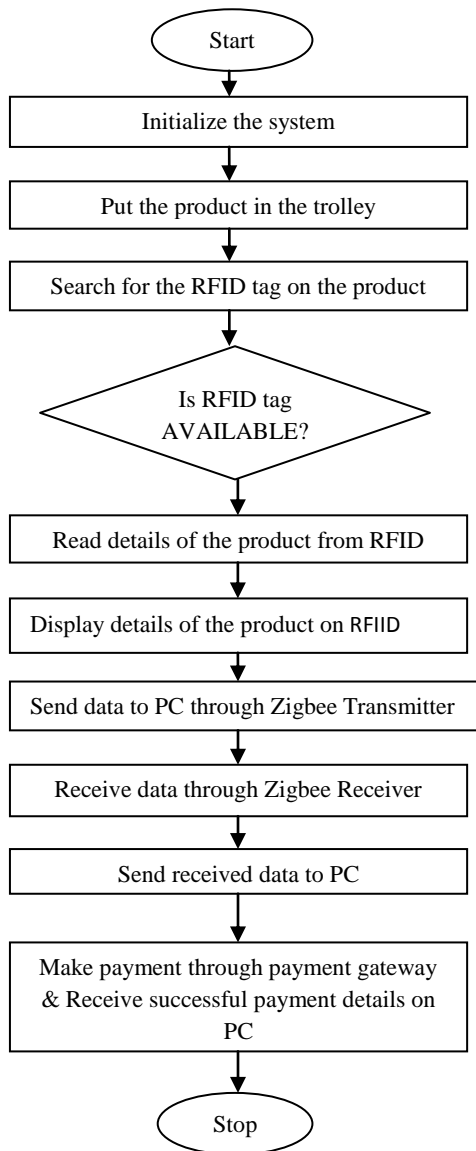 Start
Initialize the system
Put the product in the trolley
Search for the RFID tag on the product
Is RFID tag
AVAILABLE?
Read details of the product from RFID
Display details of the product on RFIID
Send data to PC through Zigbee Transmitter
Receive data through Zigbee Receiver
Send received data to PC
Make payment through payment gateway
& Receive successful payment details on
PC
Stop